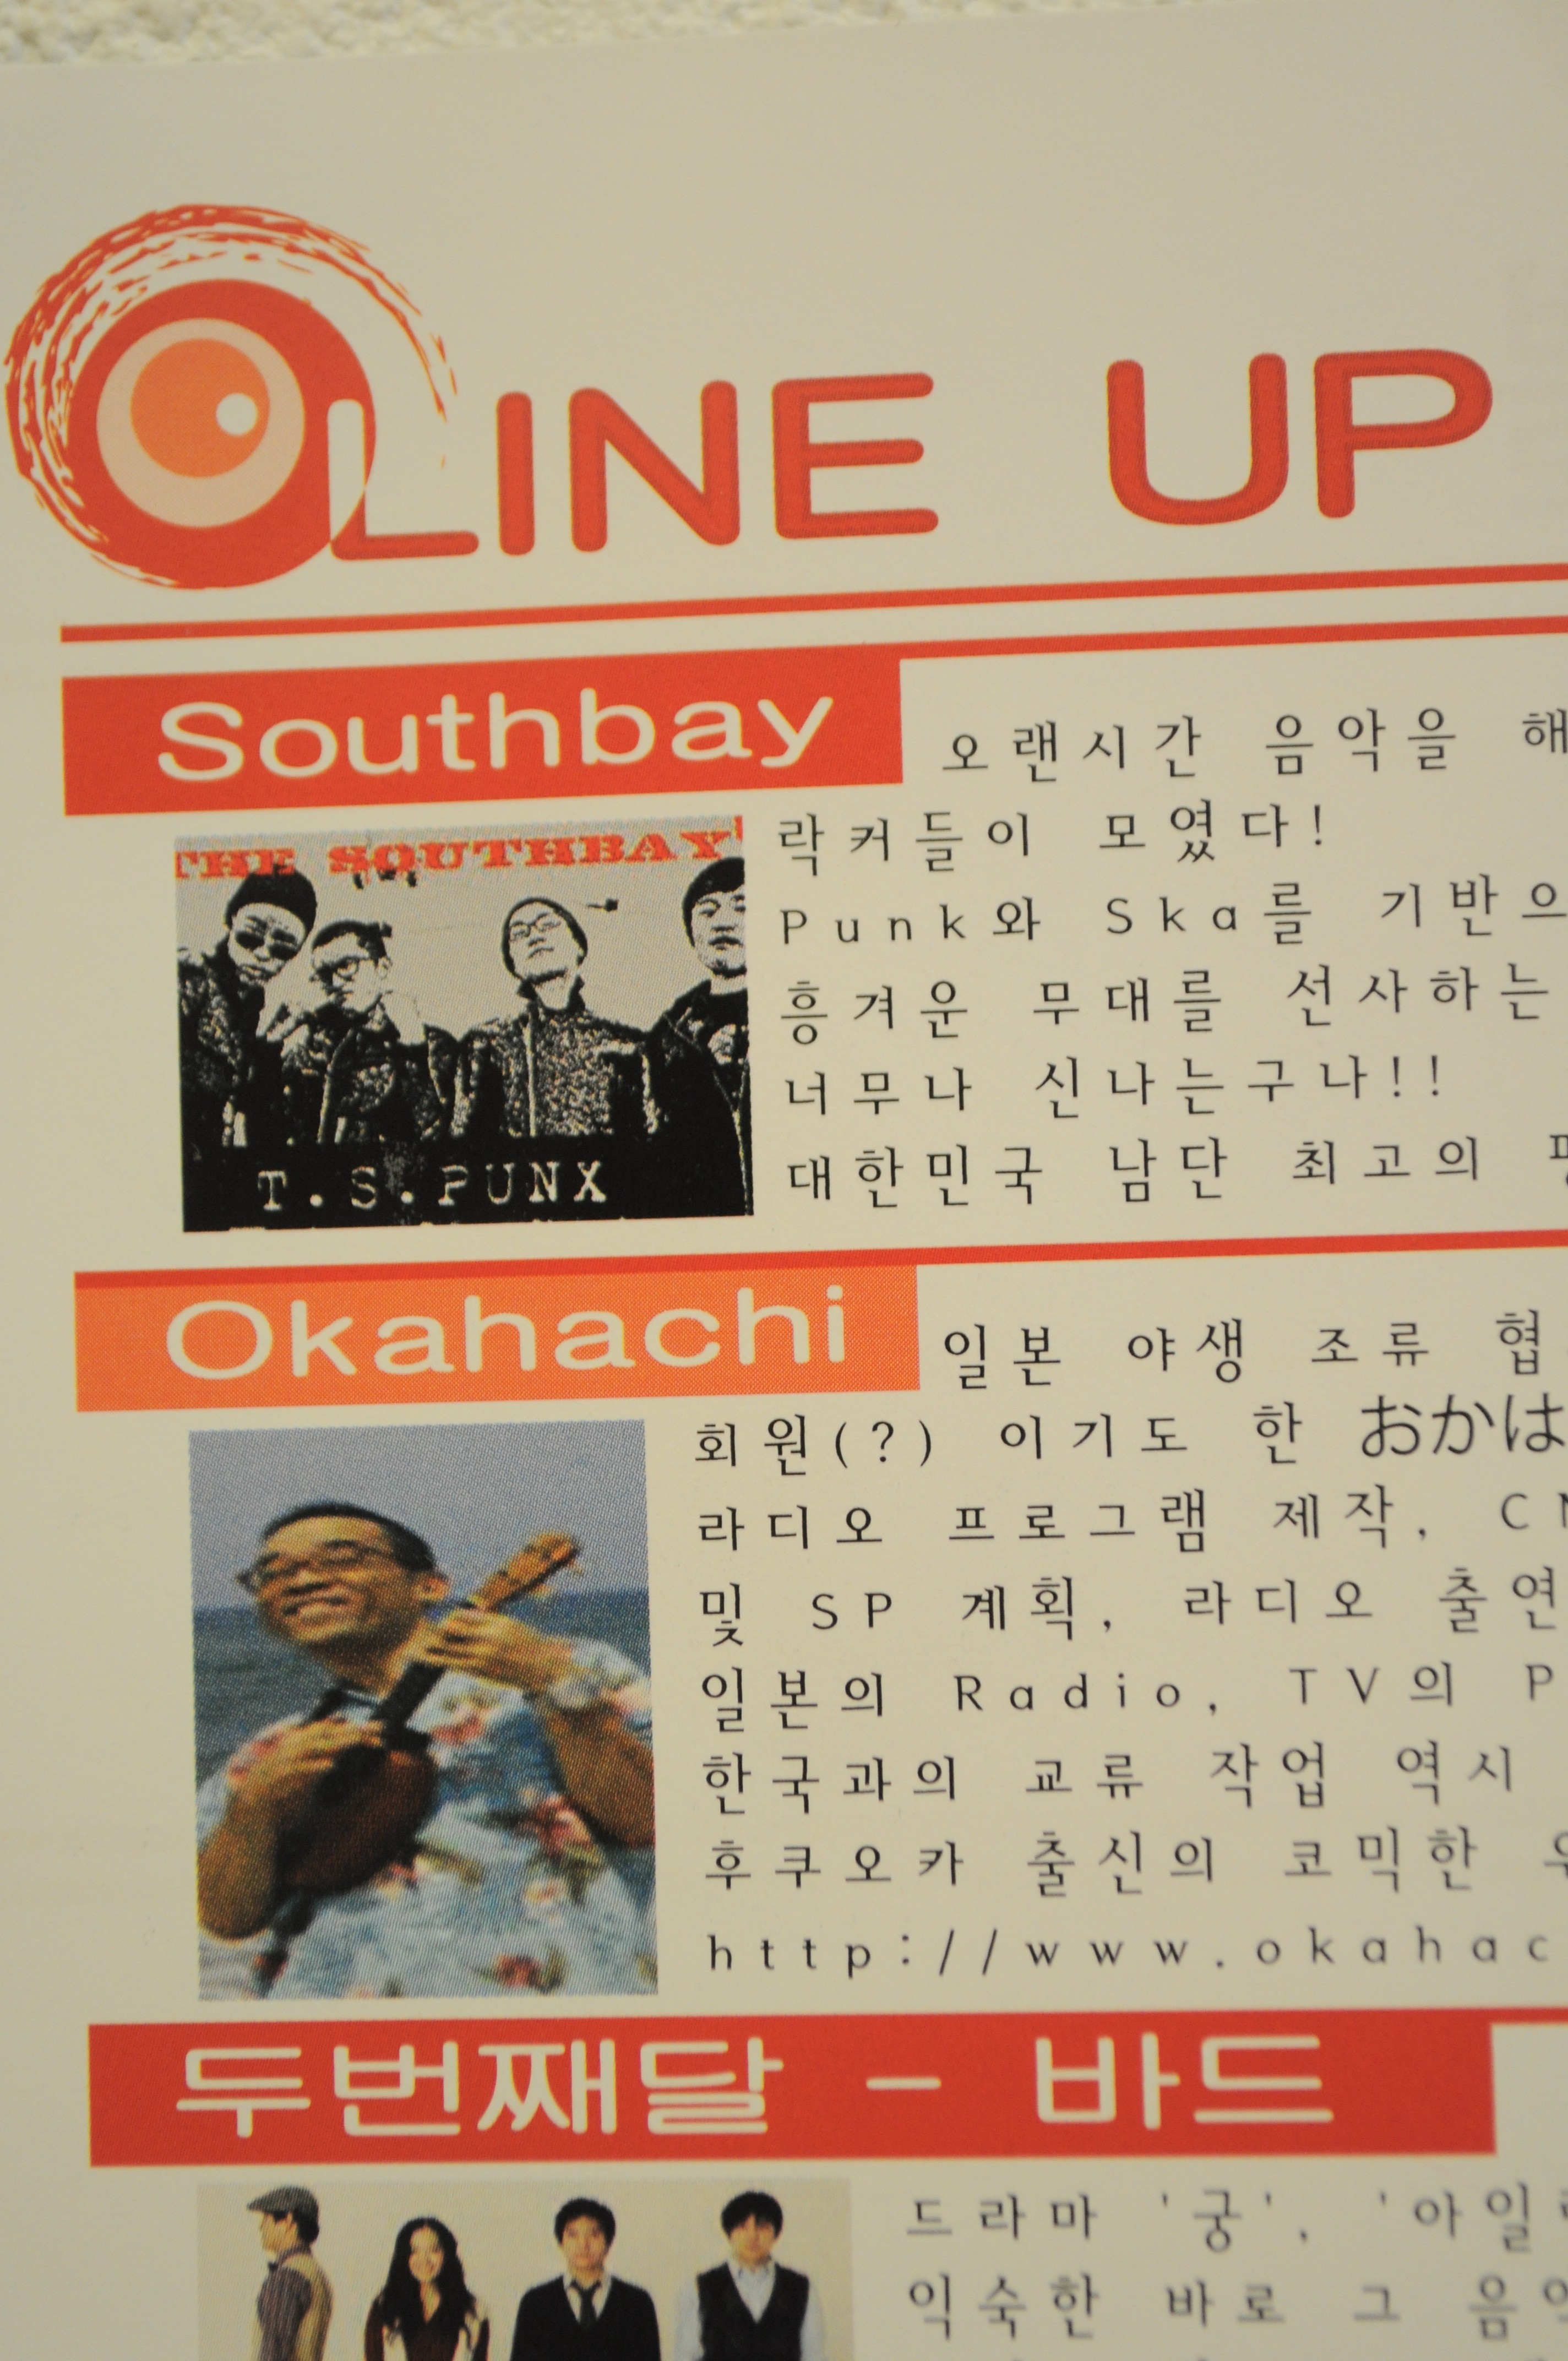 LINE UP
Southbay
오랜시간 음악을
THE SOUTHBAY
T.S.PUNX
락커들이 모였다!
Punk와 Ska를
흥겨운 무대를 선사하는
너무나 신나는구나!!
대한민국 남단 최고의
Okahachi
일본 야생 조류
회원(?) 이기도 한 おかは
라디오 프로그램 제작,
및 SP 계획, 라디오 출연
일본의 Radio, TV의 P
한국과의 교류 작업 역시
후쿠오카 출신의 코믹한
http://www.okahac
두번째달 - 바드
드라마 '궁', '아일
익숙한 바로 그